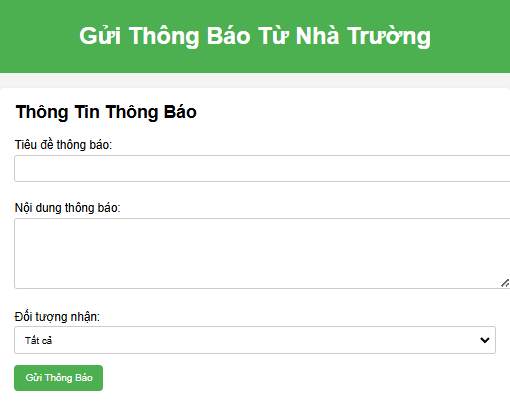 Gửi Thông Báo Từ Nhà Trường
Thông Tin Thông Báo
Tiêu đề thông báo:
Nội dung thông báo:
Đối tượng nhận:
Tất cả
Gửi Thông Báo